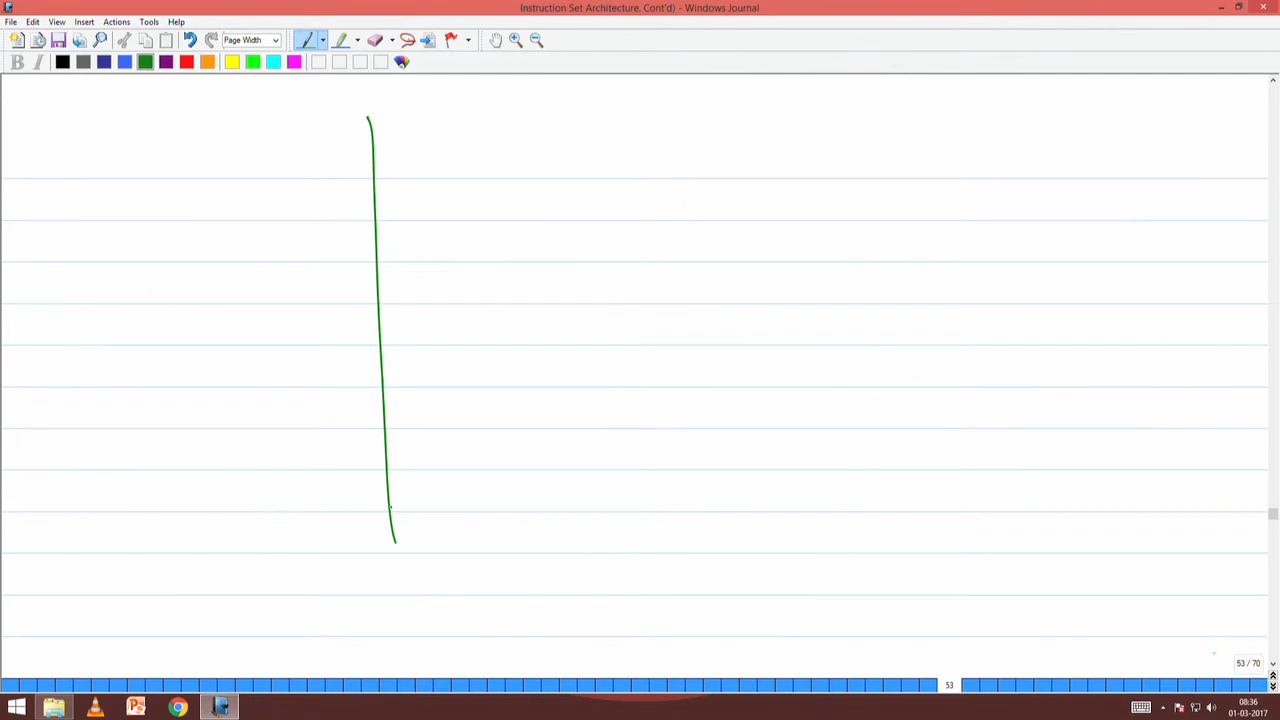 Instruction Set Architecture. Cont'd) - Windows Journal
File Edit View Insert Actions Tools Help
Page Width
B I
53 / 70
53
08:36
01-03-2017